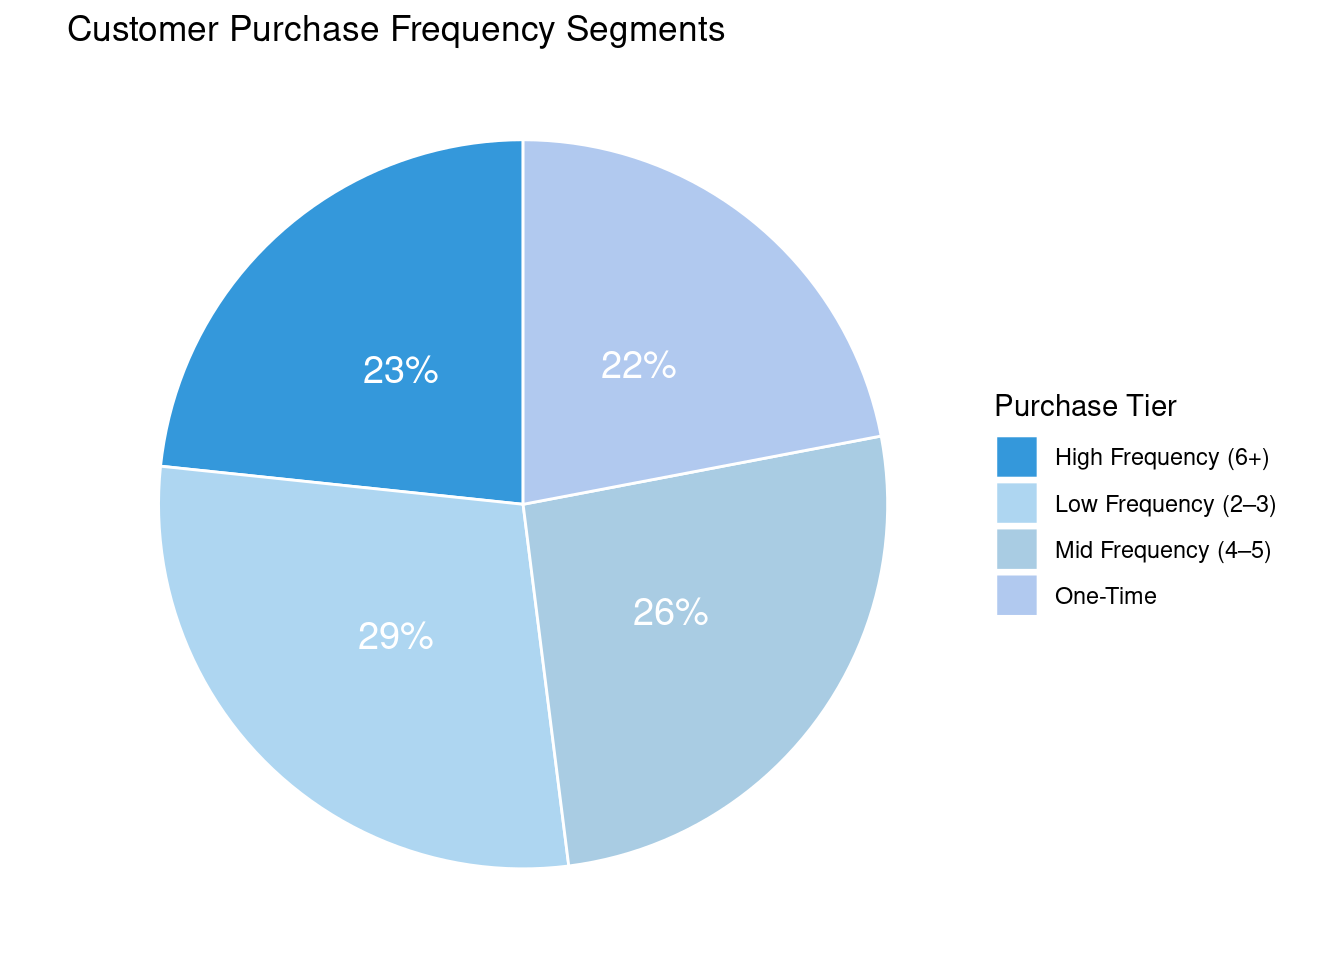 Customer Purchase Frequency Segments
23%
22%
29%
26%
Purchase Tier
High Frequency (6+)
Low Frequency (2–3)
Mid Frequency (4–5)
One-Time